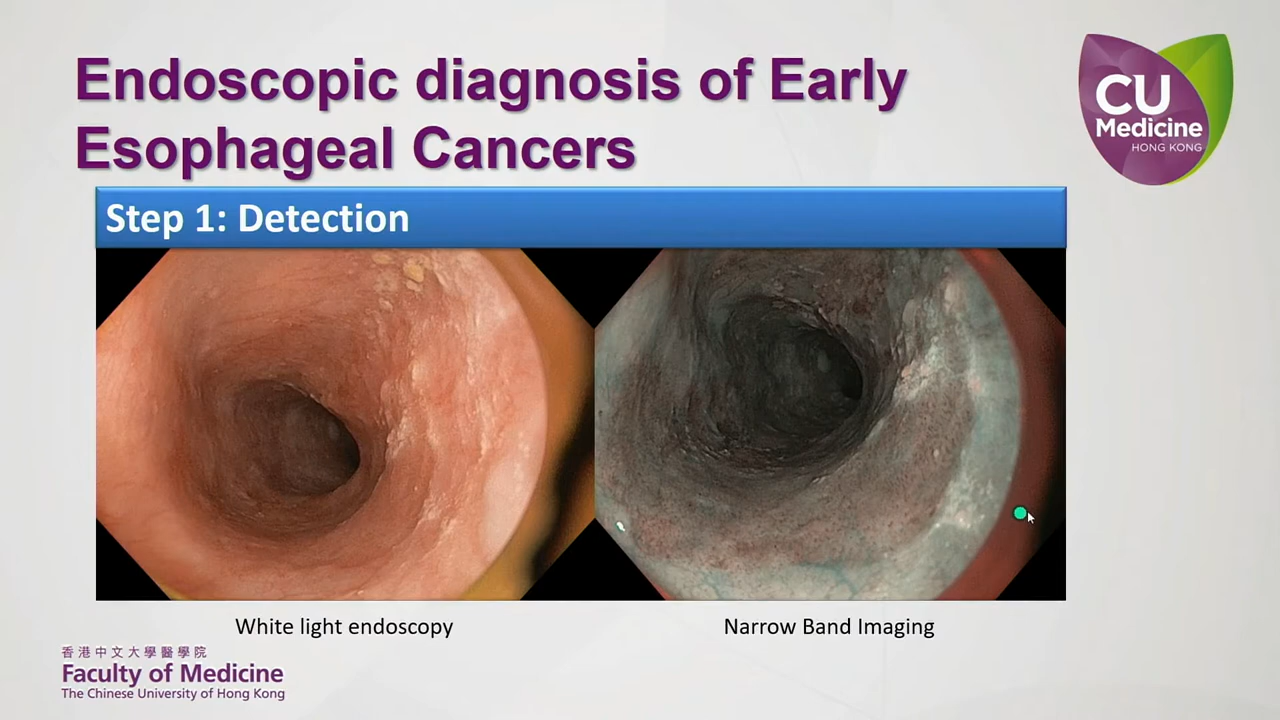 Endoscopic diagnosis of Early
Esophageal Cancers
CU
Medicine
HONG KONG
Step 1: Detection
White light endoscopy
Narrow Band Imaging
香港中文大學醫學院
Faculty of Medicine
The Chinese University of Hong Kong